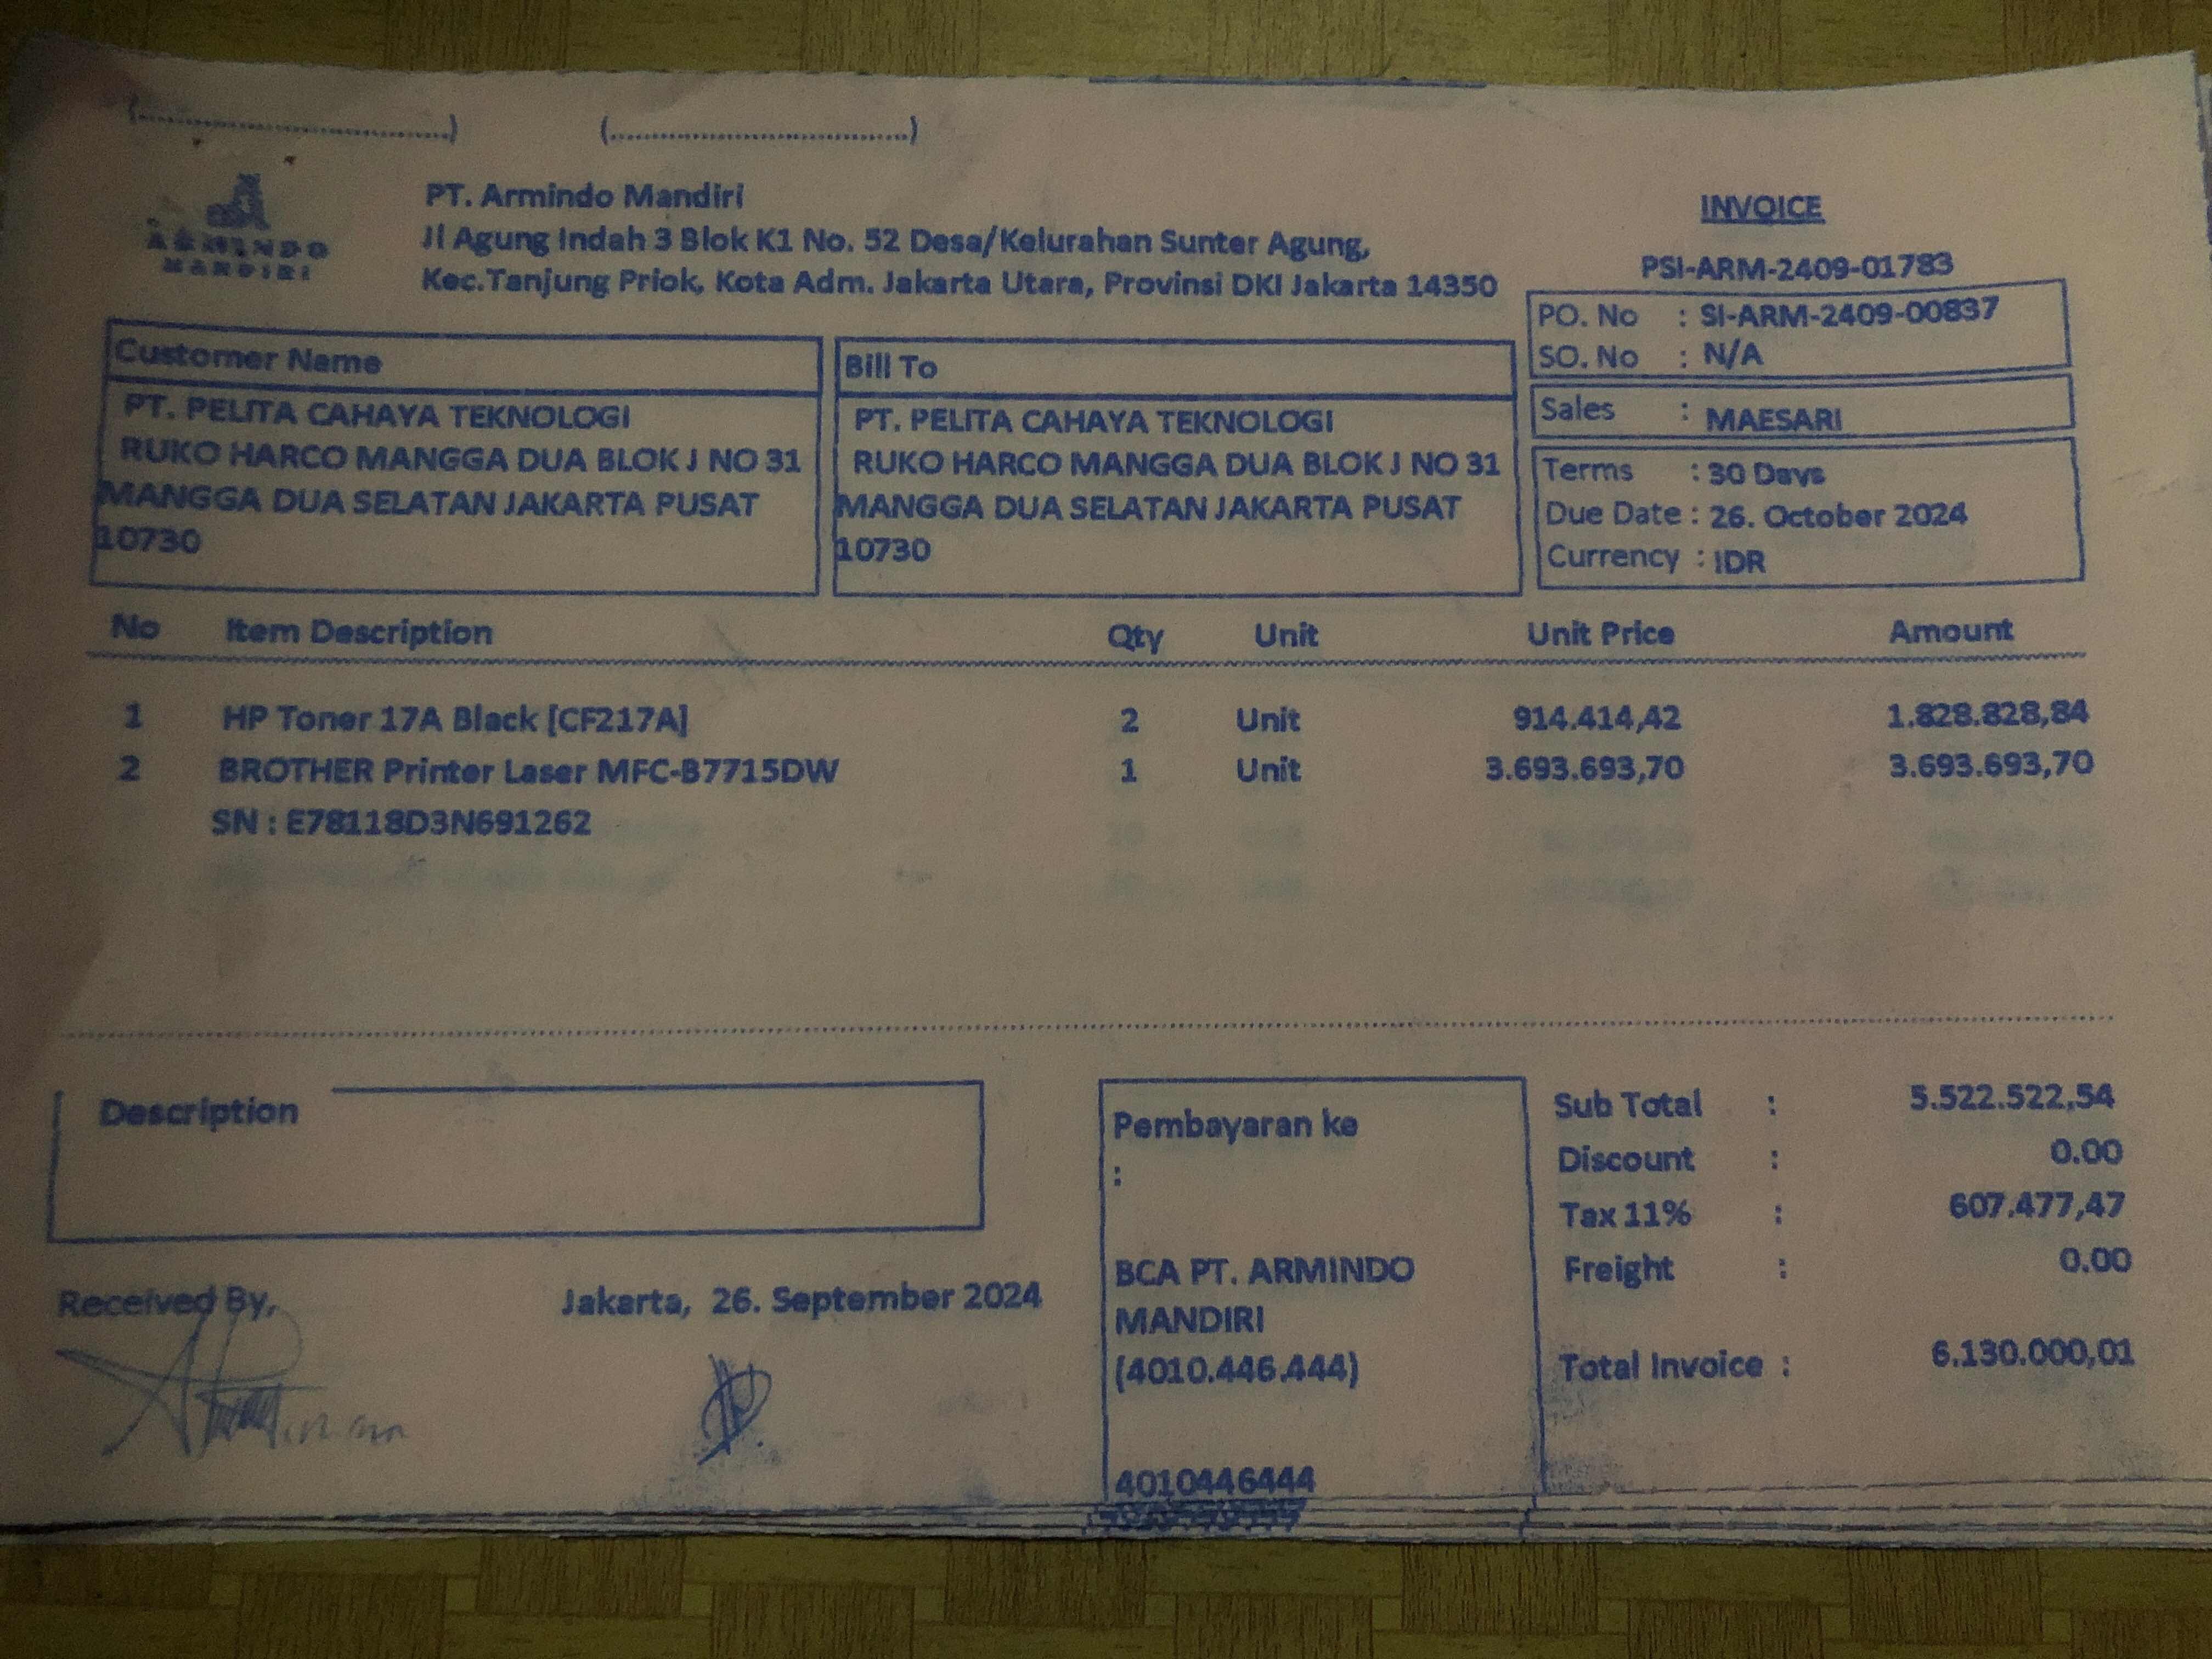 (..............................) (..............................)
ARMINDO
MANDIRI
PT. Armindo Mandiri
Jl Agung Indah 3 Blok K1 No. 52 Desa/Kelurahan Sunter Agung,
Kec.Tanjung Priok, Kota Adm. Jakarta Utara, Provinsi DKI Jakarta 14350
INVOICE
PSI-ARM-2409-01783
PO. No : SI-ARM-2409-00837
SO. No : N/A
Sales : MAESARI
Terms : 30 Days
Due Date : 26. October 2024
Currency : IDR
Customer Name
PT. PELITA CAHAYA TEKNOLOGI
RUKO HARCO MANGGA DUA BLOK J NO 31
MANGGA DUA SELATAN JAKARTA PUSAT
10730
Bill To
PT. PELITA CAHAYA TEKNOLOGI
RUKO HARCO MANGGA DUA BLOK J NO 31
MANGGA DUA SELATAN JAKARTA PUSAT
10730
No Item Description Qty Unit Unit Price Amount
1 HP Toner 17A Black [CF217A] 2 Unit 914.414,42 1.828.828,84
2 BROTHER Printer Laser MFC-B7715DW 1 Unit 3.693.693,70 3.693.693,70
SN : E78118D3N691262
Description
Received By,
Jakarta, 26. September 2024
Pembayaran ke
:
BCA PT. ARMINDO
MANDIRI
(4010.446.444)
4010446444
Sub Total : 5.522.522,54
Discount : 0.00
Tax 11% : 607.477,47
Freight : 0.00
Total Invoice : 6.130.000,01